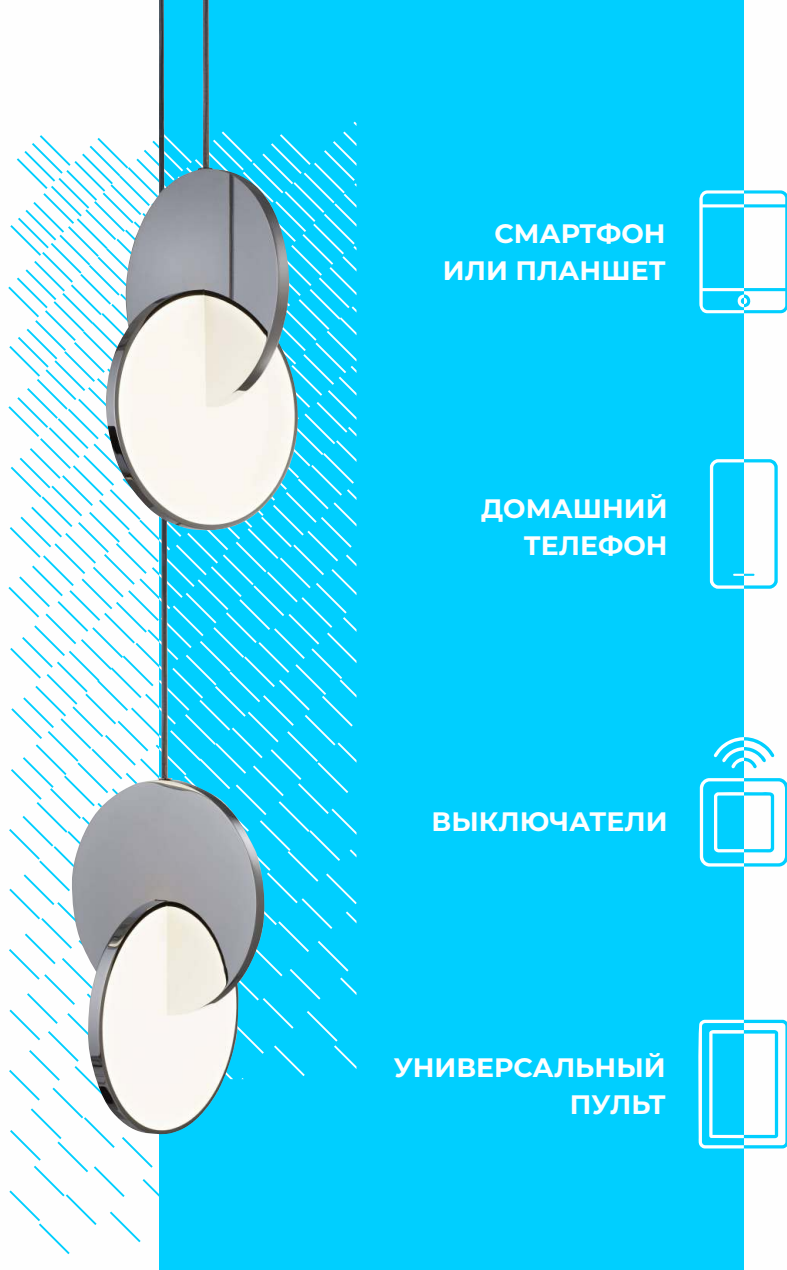 СМАРТФОН
ИЛИ ПЛАНШЕТ
ДОМАШНИЙ
ТЕЛЕФОН
ВЫКЛЮЧАТЕЛИ
УНИВЕРСАЛЬНЫЙ
ПУЛЬТ